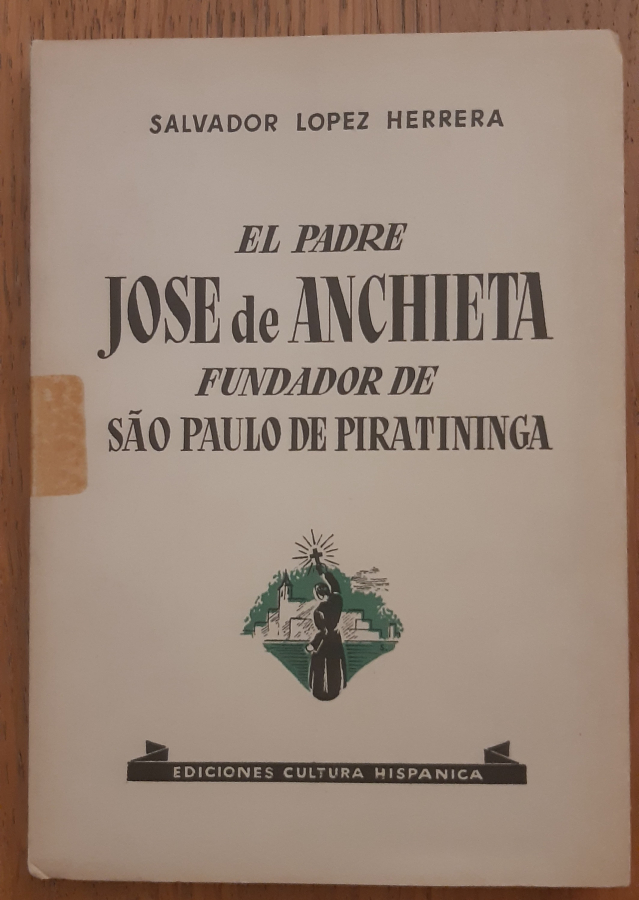 SALVADOR LOPEZ HERRERA
EL PADRE
JOSE de ANCHIETA
FUNDADOR DE
SÃO PAULO DE PIRATININGA
EDICIONES CULTURA HISPANICA